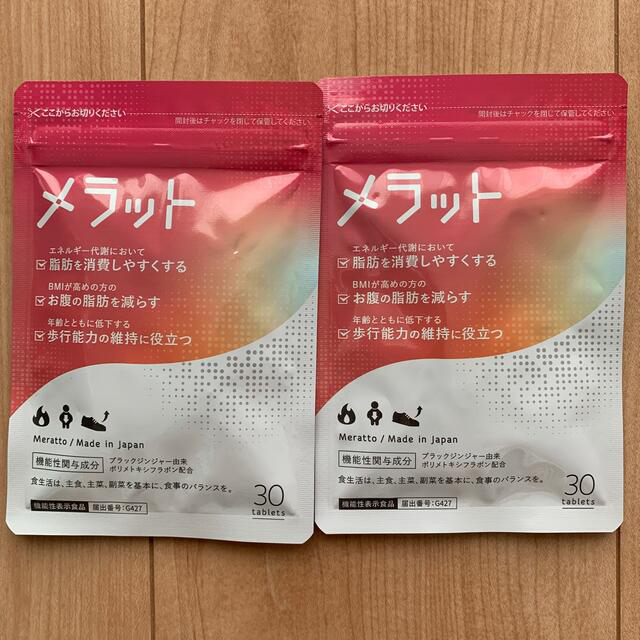 ここからお切りください
開封後はチャックを閉じて保管してください
メラット
エネルギー代謝において
脂肪を消費しやすくする
BMIが高めの方の
お腹の脂肪を減らす
年齢とともに低下する
歩行能力の維持に役立つ
Meratto / Made in Japan
機能性関与成分 ブラックジンジャー由来
ポリメトキシフラボン配合
食生活は、主食、主菜、副菜を基本に、食事のバランスを。
機能性表示食品 届出番号:G427
30
tablets
ここからお切りください
開封後はチャックを閉じて保管してください
メラット
エネルギー代謝において
脂肪を消費しやすくする
BMIが高めの方の
お腹の脂肪を減らす
年齢とともに低下する
歩行能力の維持に役立つ
Meratto / Made in Japan
機能性関与成分 ブラックジンジャー由来
ポリメトキシフラボン配合
食生活は、主食、主菜、副菜を基本に、食事のバランスを。
機能性表示食品 届出番号:G427
30
tablets